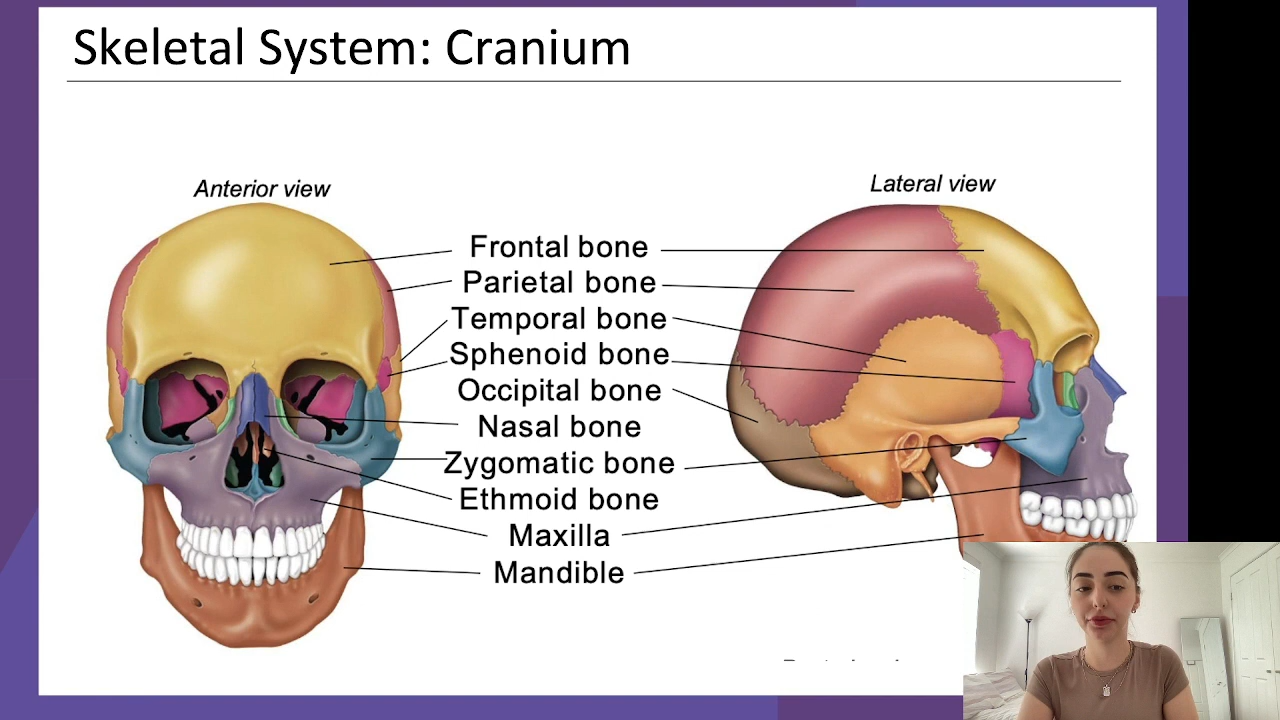 Skeletal System: Cranium
Anterior view
Lateral view
Frontal bone
Parietal bone
Temporal bone
Sphenoid bone
Occipital bone
Nasal bone
Zygomatic bone
Ethmoid bone
Maxilla
Mandible